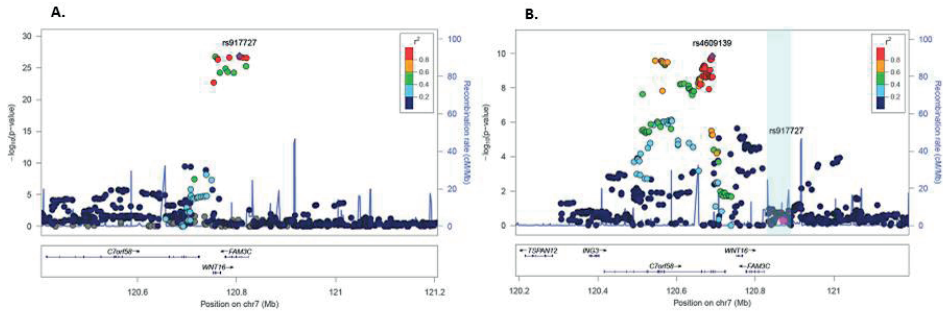 A.
rs917727
30
25
20
15
10
5
0
-log10(p-value)
r²
0.8
0.6
0.4
0.2
100
80
60
40
20
0
Recombination rate (cM/Mb)
C7orf58
WNT16
FAM3C
120.6
120.8
121
121.2
Position on chr7 (Mb)
B.
rs4609139
rs917727
10
8
6
4
2
0
-log10(p-value)
r²
0.8
0.6
0.4
0.2
100
80
60
40
20
0
Recombination rate (cM/Mb)
TSPAN12
ING3
WNT16
C7orf58
FAM3C
120.2
120.4
120.6
120.8
121
Position on chr7 (Mb)